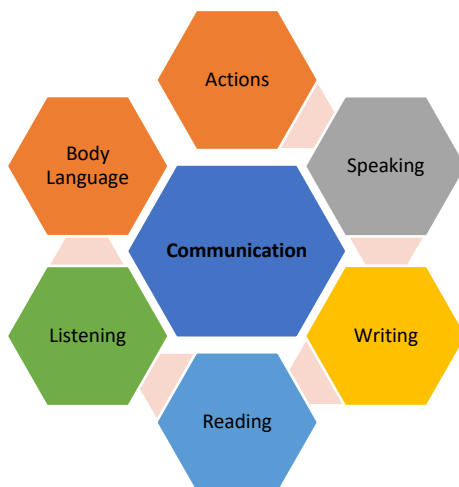 Actions
Body
Language
Speaking
Communication
Listening
Writing
Reading